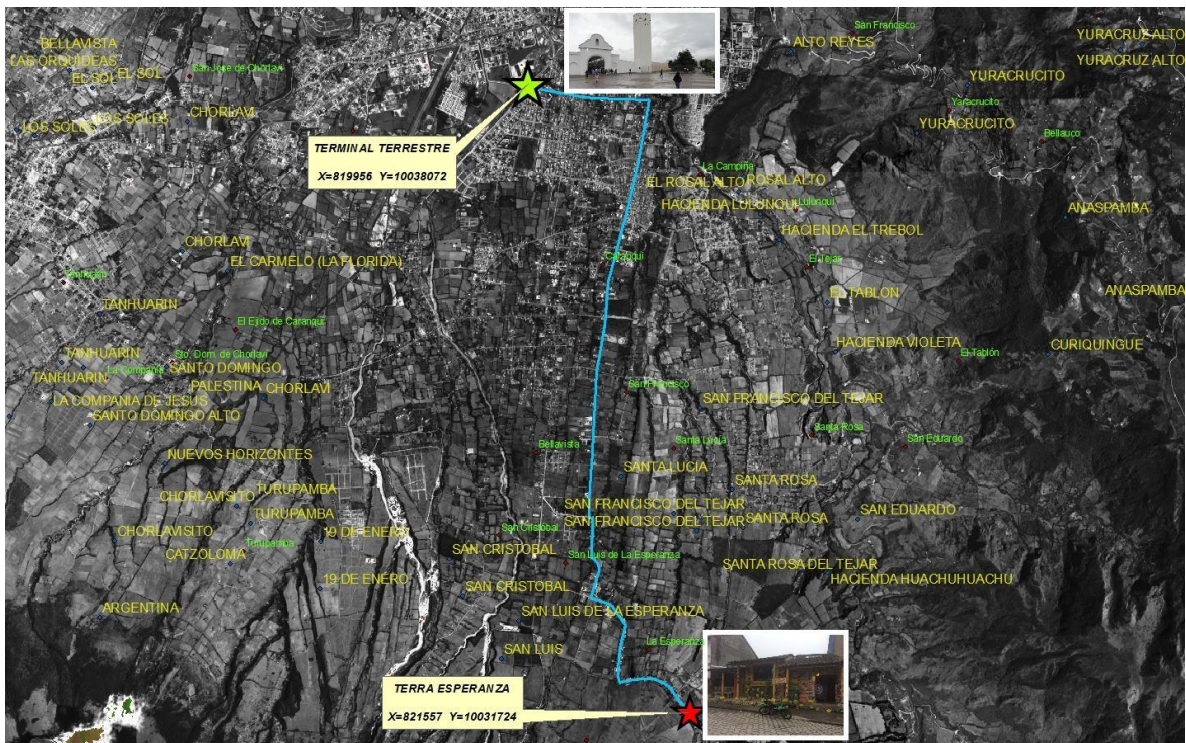 San Francisco
BELLAVISTA
ALTO REYES
YURACRUZ ALTO
LAS ORQUIDEAS
EL SOL
San Jose de Chorlavi
YURACRUZ ALTO
EL SOL
YURACRUCITO
Yuracrucito
CHORLAVI
LOS SOLES
LOS SOLES
YURACRUCITO
Bellauco
TERMINAL TERRESTRE
X=819956 Y=10038072
La Campiña
EL ROSAL ALTO
ROSAL ALTO
HACIENDA LULUNQUI
Lulunqui
ANASPAMBA
HACIENDA EL TREBOL
CHORLAVI
EL CARMELO (LA FLORIDA)
Caranqui
El Tejar
TANHUARIN
EL TABLON
ANASPAMBA
El Ejido de Caranqui
HACIENDA VIOLETA
CURIQUINGUE
TANHUARIN
Sto. Dom. de Chorlavi
El Tablón
La Compañia
SANTO DOMINGO
TANHUARIN
PALESTINA
CHORLAVI
San Francisco
LA COMPAÑIA DE JESUS
SAN FRANCISCO DEL TEJAR
SANTO DOMINGO ALTO
Santa Rosa
Bellavista
Santa Lucía
San Eduardo
NUEVOS HORIZONTES
SANTA LUCIA
SANTA ROSA
TURUPAMBA
CHORLAVISITO
SAN FRANCISCO DEL TEJAR
SAN EDUARDO
TURUPAMBA
SAN FRANCISCO DEL TEJAR
SANTA ROSA
CHORLAVISITO
19 DE ENERO
San Cristobal
Turupamba
CATZOLOMA
SAN CRISTOBAL
San Luis de La Esperanza
SANTA ROSA DEL TEJAR
19 DE ENERO
SAN CRISTOBAL
HACIENDA HUACHUHUACHU
ARGENTINA
SAN LUIS DE LA ESPERANZA
SAN LUIS
La Esperanza
TERRA ESPERANZA
X=821557 Y=10031724